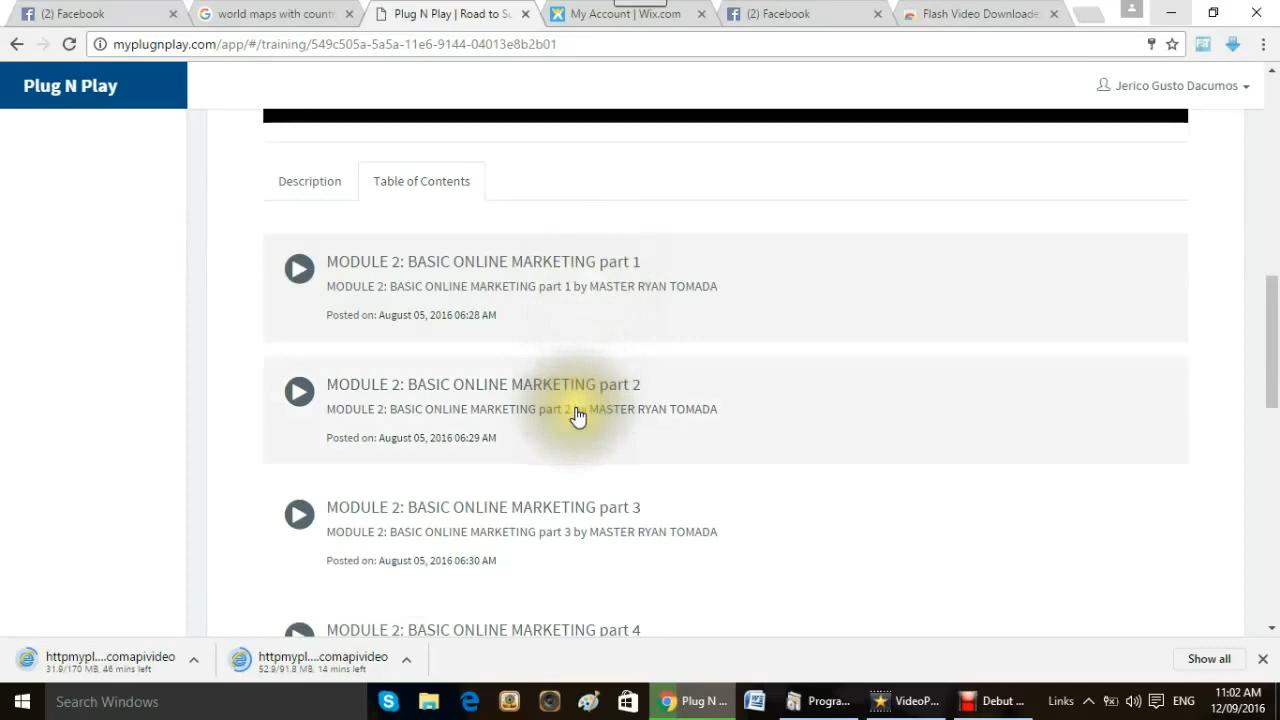 (2) Facebook
world maps with countr
Plug N Play | Road to Su
My Account | Wix.com
(2) Facebook
Flash Video Downloade
myplugnplay.com/app/#/training/549c505a-5a5a-11e6-9144-04013e8b2b01
Plug N Play
Jerico Gusto Dacumos
Description
Table of Contents
MODULE 2: BASIC ONLINE MARKETING part 1
MODULE 2: BASIC ONLINE MARKETING part 1 by MASTER RYAN TOMADA
Posted on: August 05, 2016 06:28 AM
MODULE 2: BASIC ONLINE MARKETING part 2
MODULE 2: BASIC ONLINE MARKETING part 2 by MASTER RYAN TOMADA
Posted on: August 05, 2016 06:29 AM
MODULE 2: BASIC ONLINE MARKETING part 3
MODULE 2: BASIC ONLINE MARKETING part 3 by MASTER RYAN TOMADA
Posted on: August 05, 2016 06:30 AM
MODULE 2: BASIC ONLINE MARKETING part 4
httpmypl....comapivideo
31.9/170 MB, 46 mins left
httpmypl....comapivideo
52.9/91.8 MB, 14 mins left
Show all
Search Windows
Plug N ...
Progra...
VideoP...
Debut ...
Links
ENG
11:02 AM
12/09/2016